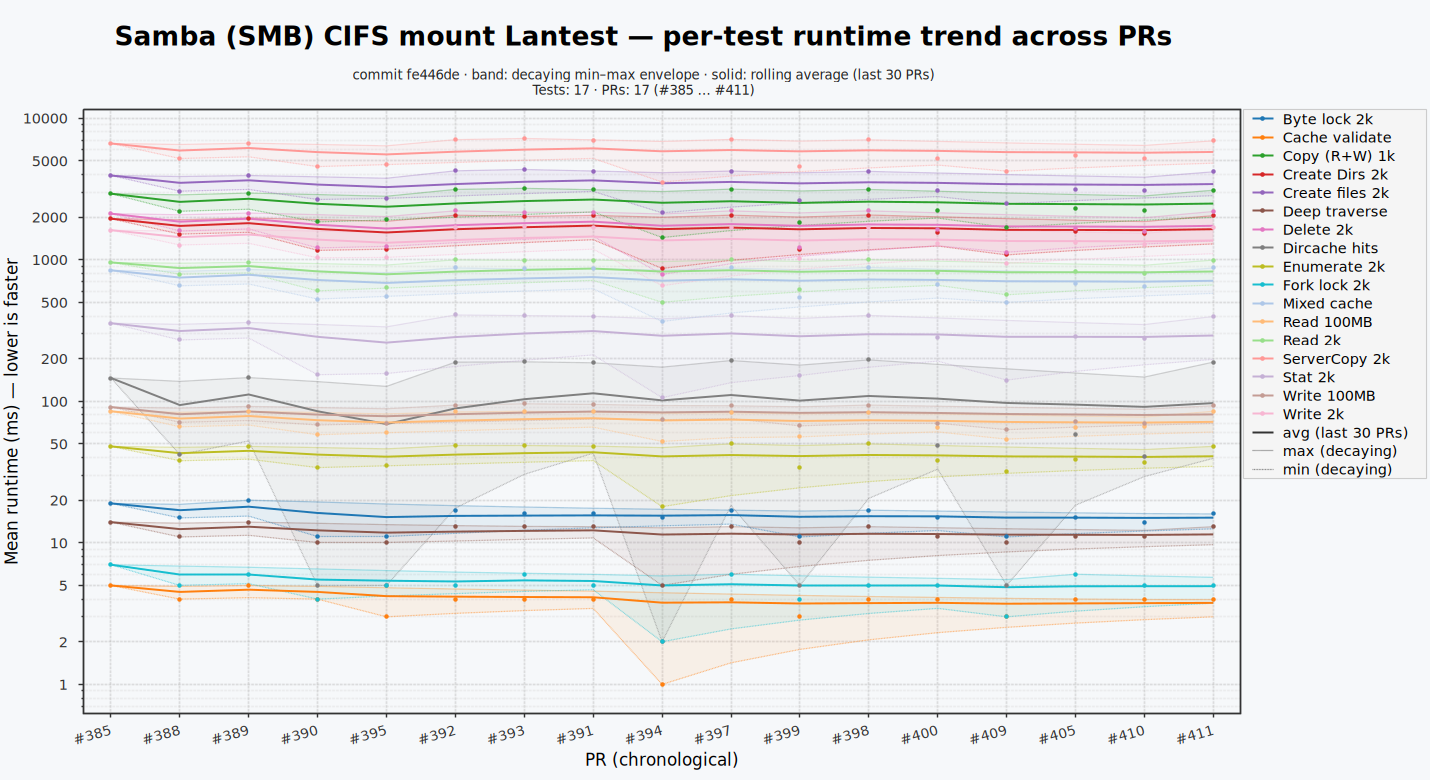 Samba (SMB) CIFS mount Lantest — per-test runtime trend across PRs
commit fe446de · band: decaying min–max envelope · solid: rolling average (last 30 PRs)
Tests: 17 · PRs: 17 (#385 … #411)
Mean runtime (ms) — lower is faster
10000
5000
2000
1000
500
200
100
50
20
10
5
2
1
#385
#388
#389
#390
#395
#392
#393
#391
#394
#397
#399
#398
#400
#409
#405
#410
#411
PR (chronological)
Byte lock 2k
Cache validate
Copy (R+W) 1k
Create Dirs 2k
Create files 2k
Deep traverse
Delete 2k
Dircache hits
Enumerate 2k
Fork lock 2k
Mixed cache
Read 100MB
Read 2k
ServerCopy 2k
Stat 2k
Write 100MB
Write 2k
avg (last 30 PRs)
max (decaying)
min (decaying)